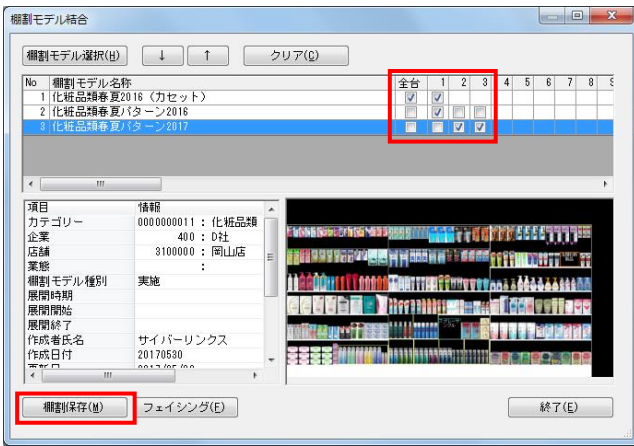 棚割モデル結合
棚割モデル選択(H) ↓ ↑ クリア(C)
No 棚割モデル名称 全台 1 2 3 4 5 6 7 8
1 化粧品類春夏2016 (カセット)
2 化粧品類春夏パターン2016
3 化粧品類春夏パターン2017
項目 情報
カテゴリー 0000000011 : 化粧品類
企業 400 : D社
店舗 3100000 : 岡山店
業態 :
棚割モデル種別 実施
展開時期
展開開始
展開終了
作成者氏名 サイバーリンクス
作成日付 20170530
棚割保存(M) フェイシング(F) 終了(E)